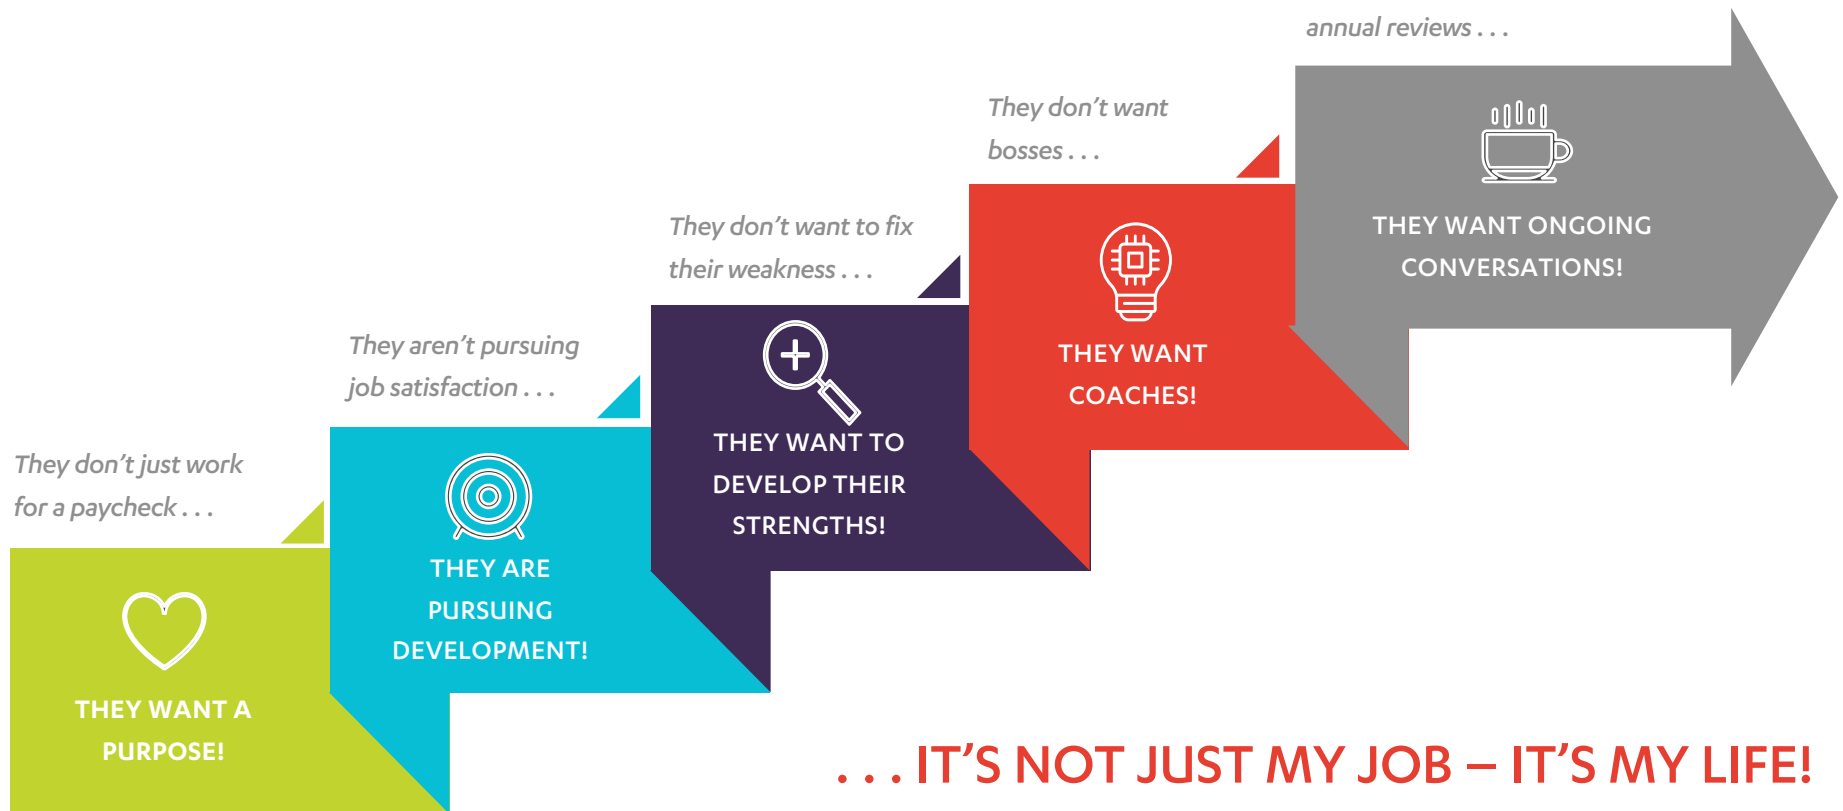 They don't just work
for a paycheck . . .
THEY WANT A
PURPOSE!
They aren't pursuing
job satisfaction . . .
THEY ARE
PURSUING
DEVELOPMENT!
They don't want to fix
their weakness . . .
THEY WANT TO
DEVELOP THEIR
STRENGTHS!
They don't want
bosses . . .
THEY WANT
COACHES!
annual reviews . . .
THEY WANT ONGOING
CONVERSATIONS!
. . . IT'S NOT JUST MY JOB – IT'S MY LIFE!